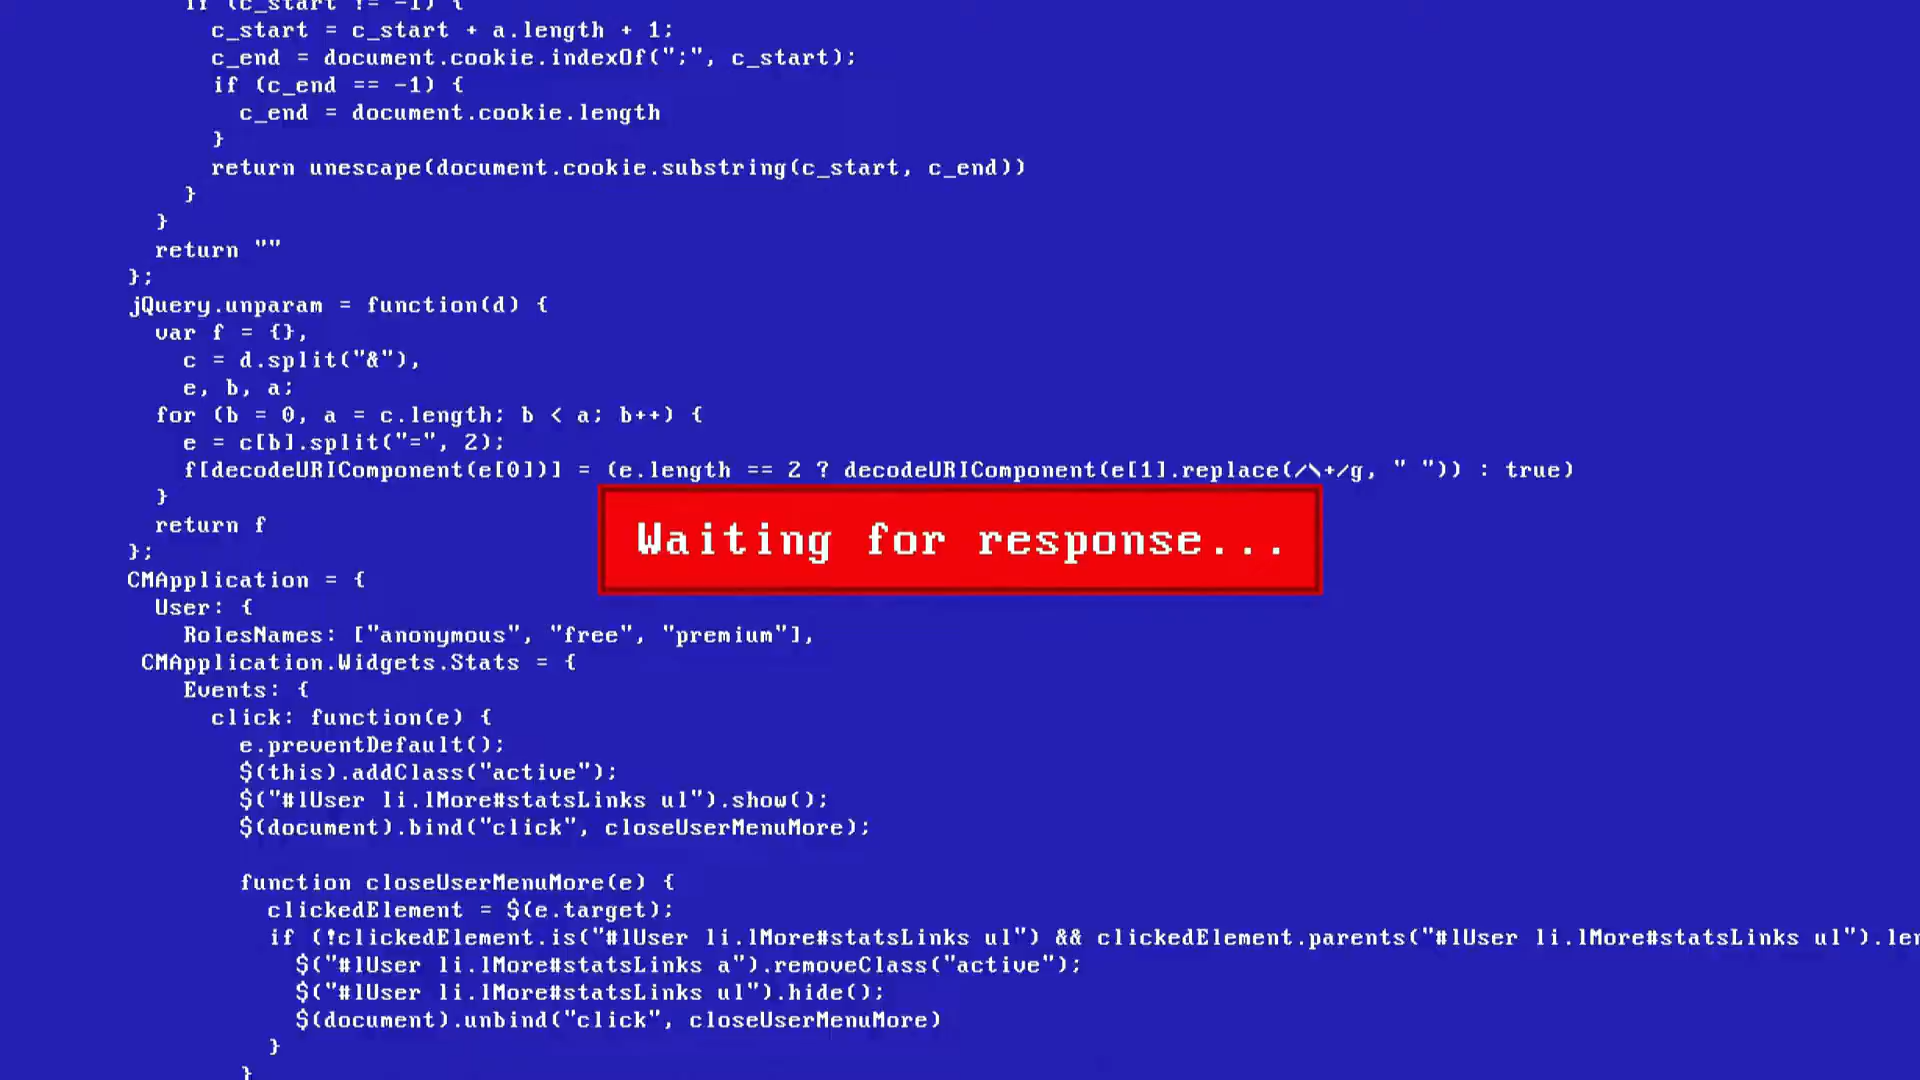 if (c_start != -1) {
c_start = c_start + a.length + 1;
c_end = document.cookie.indexOf(";", c_start);
if (c_end == -1) {
c_end = document.cookie.length
}
return unescape(document.cookie.substring(c_start, c_end))
}
}
return ""
};
jQuery.unparam = function(d) {
var f = {},
c = d.split("&"),
e, b, a;
for (b = 0, a = c.length; b < a; b++) {
e = c[b].split("=", 2);
f[decodeURIComponent(e[0])] = (e.length == 2 ? decodeURIComponent(e[1].replace(/\+/g, " ")) : true)
}
return f
};
Waiting for response...
CMApplication = {
User: {
RolesNames: ["anonymous", "free", "premium"],
CMApplication.Widgets.Stats = {
Events: {
click: function(e) {
e.preventDefault();
$(this).addClass("active");
$("#lUser li.lMore#statsLinks ul").show();
$(document).bind("click", closeUserMenuMore);
function closeUserMenuMore(e) {
clickedElement = $(e.target);
if (!clickedElement.is("#lUser li.lMore#statsLinks ul") && clickedElement.parents("#lUser li.lMore#statsLinks ul").len
$("#lUser li.lMore#statsLinks a").removeClass("active");
$("#lUser li.lMore#statsLinks ul").hide();
$(document).unbind("click", closeUserMenuMore)
}
}